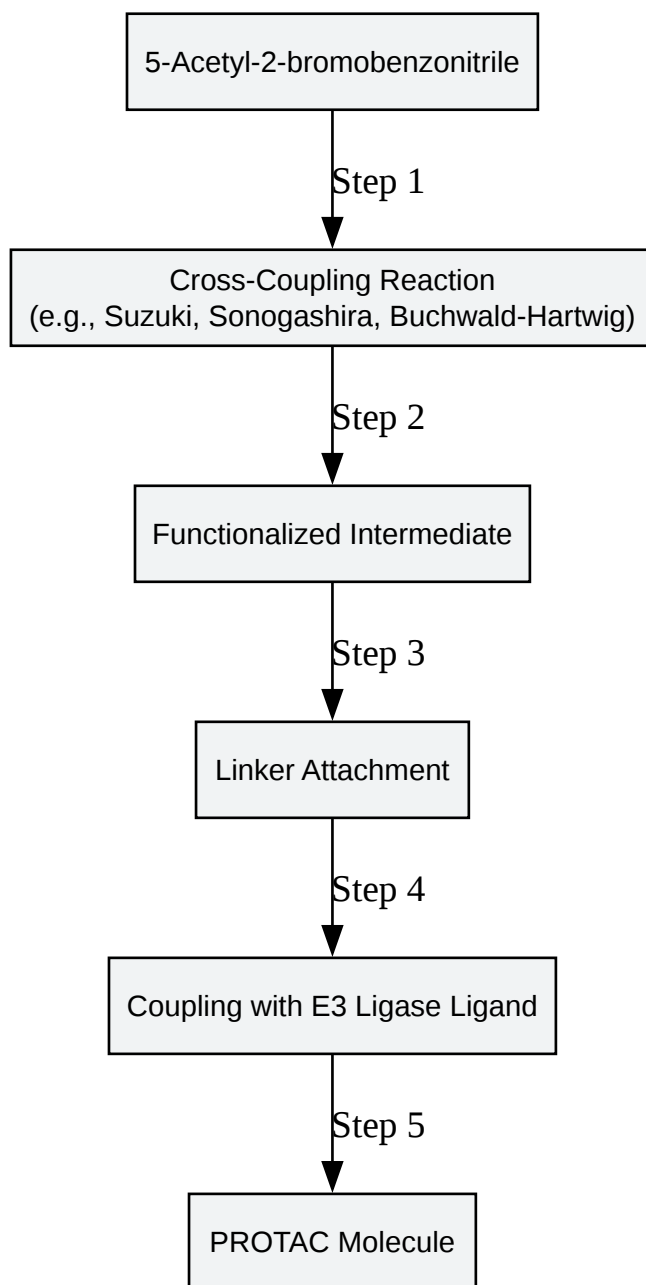 5-Acetyl-2-bromobenzonitrile
Step 1
Cross-Coupling Reaction
(e.g., Suzuki, Sonogashira, Buchwald-Hartwig)
Step 2
Functionalized Intermediate
Step 3
Linker Attachment
Step 4
Coupling with E3 Ligase Ligand
Step 5
PROTAC Molecule